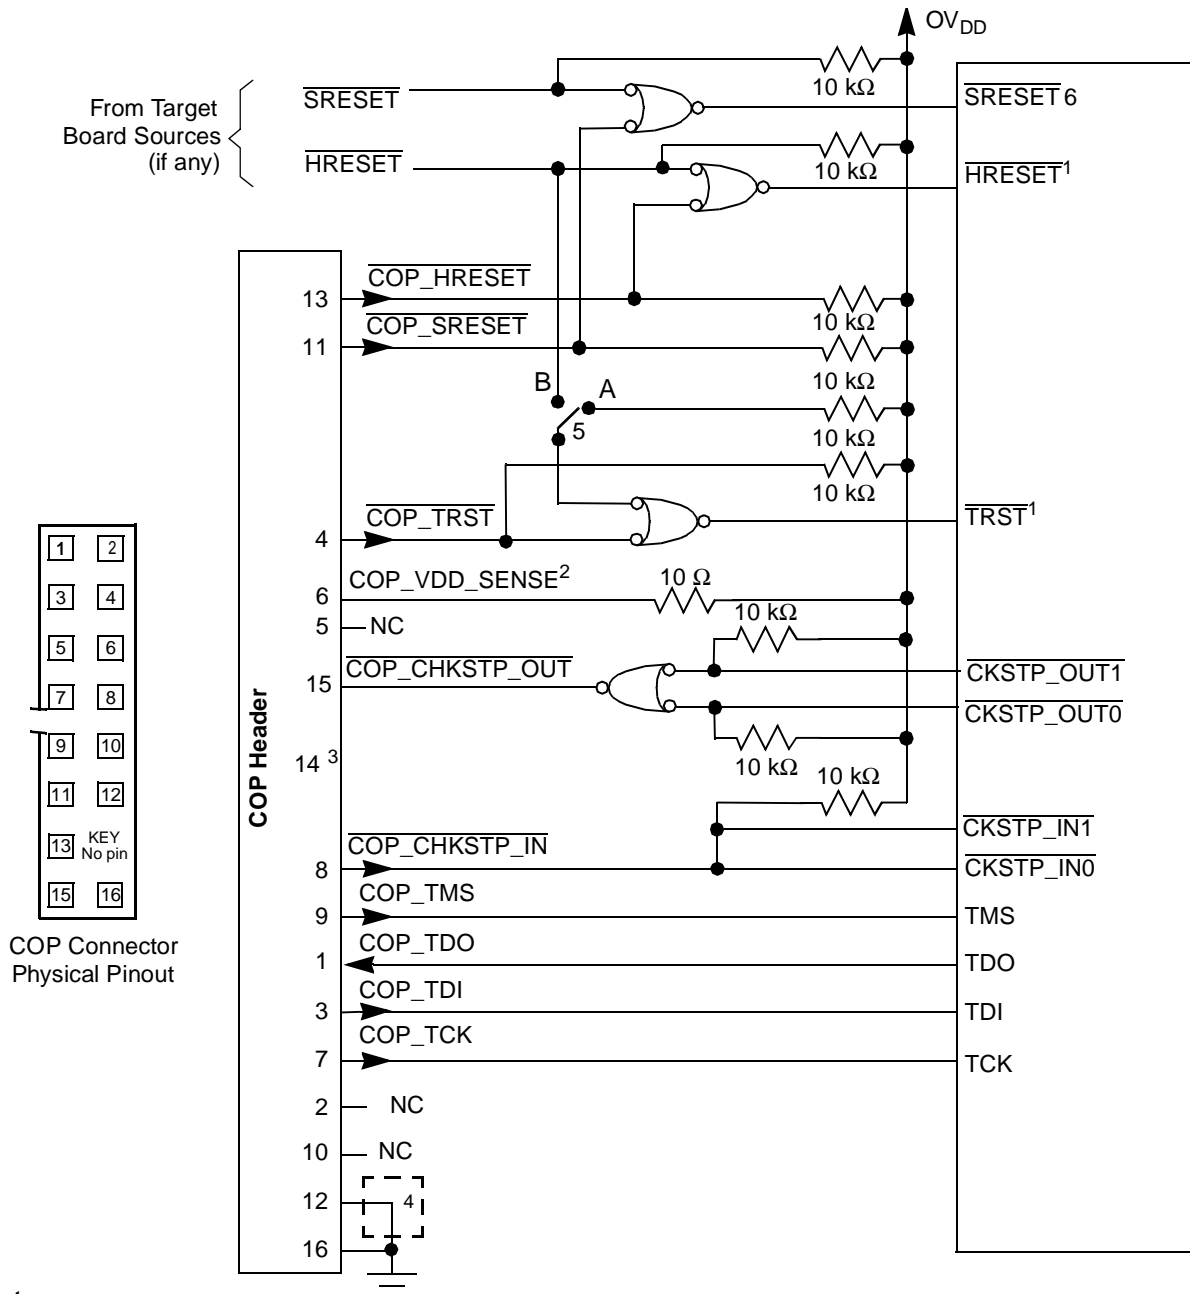 OVDD
10 kΩ
From Target
Board Sources
(if any)
SRESET
SRESET 6
HRESET
10 kΩ
HRESET1
13
COP_HRESET
10 kΩ
11
COP_SRESET
10 kΩ
B
A
5
10 kΩ
10 kΩ
4
COP_TRST
TRST1
6
COP_VDD_SENSE2
10 Ω
5
NC
10 kΩ
15
COP_CHKSTP_OUT
CKSTP_OUT1
CKSTP_OUT0
10 kΩ
14 3
10 kΩ
CKSTP_IN1
8
COP_CHKSTP_IN
CKSTP_IN0
9
COP_TMS
TMS
1
COP_TDO
TDO
3
COP_TDI
TDI
7
COP_TCK
TCK
2
NC
10
NC
12
4
16
COP Header
1 2
3 4
5 6
7 8
9 10
11 12
13 KEY
No pin
15 16
COP Connector
Physical Pinout